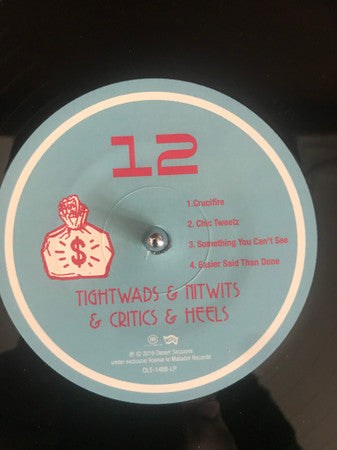 12
1.Crucifire
2. Chic Tweetz
3. Something You Can't See
4. Easier Said Than Done
$
TIGHTWADS & NITWITS
& CRITICS & HEELS
℗ © 2019 Desert Sessions
under exclusive license to Matador Records
OLE-1488-LP